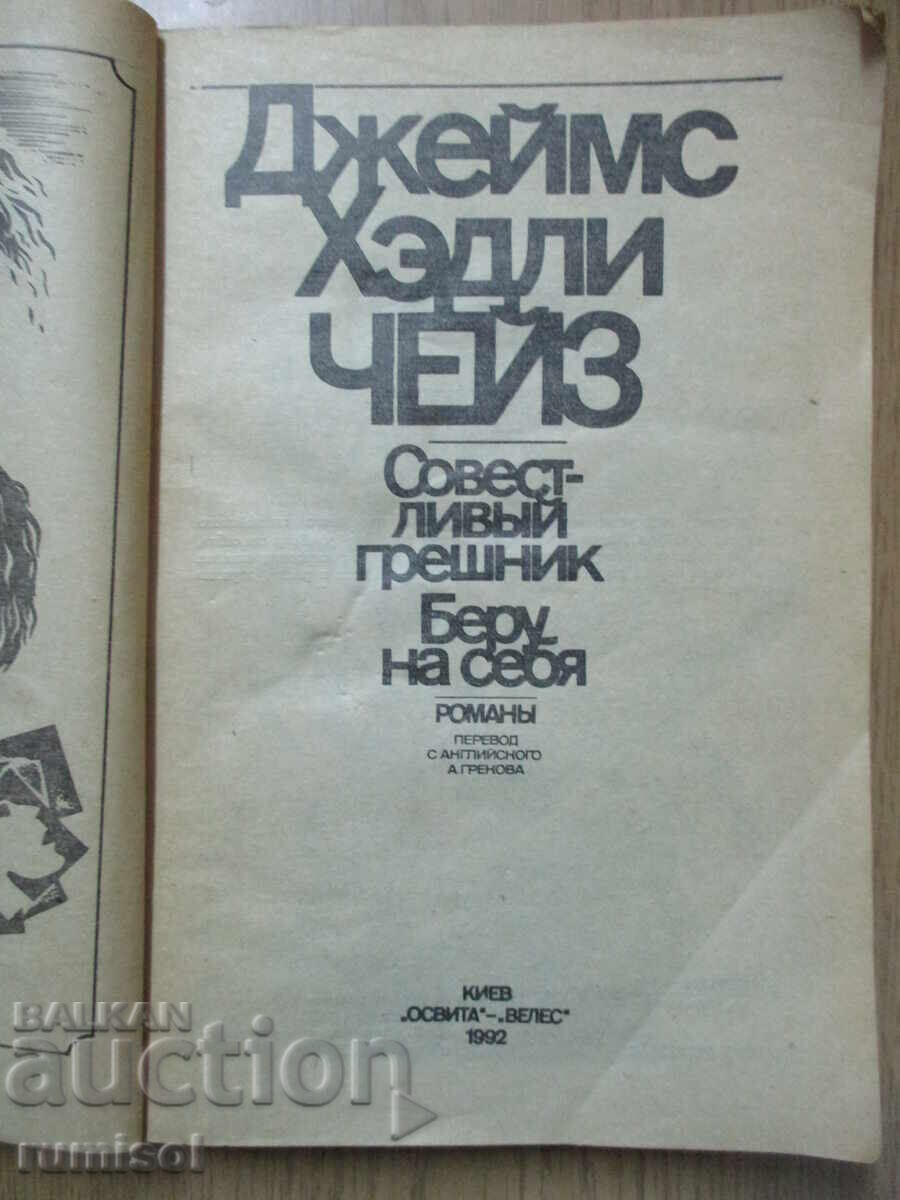 Джеймс
Хэдли
ЧЕЙЗ
Совест-
ливый
грешник
Беру
на себя
РОМАНЫ
ПЕРЕВОД
С АНГЛИЙСКОГО
А.ГРЕКОВА
КИЕВ
„ОСВИТА“–„ВЕЛЕС“
1992
BALKAN
auction
rumisol